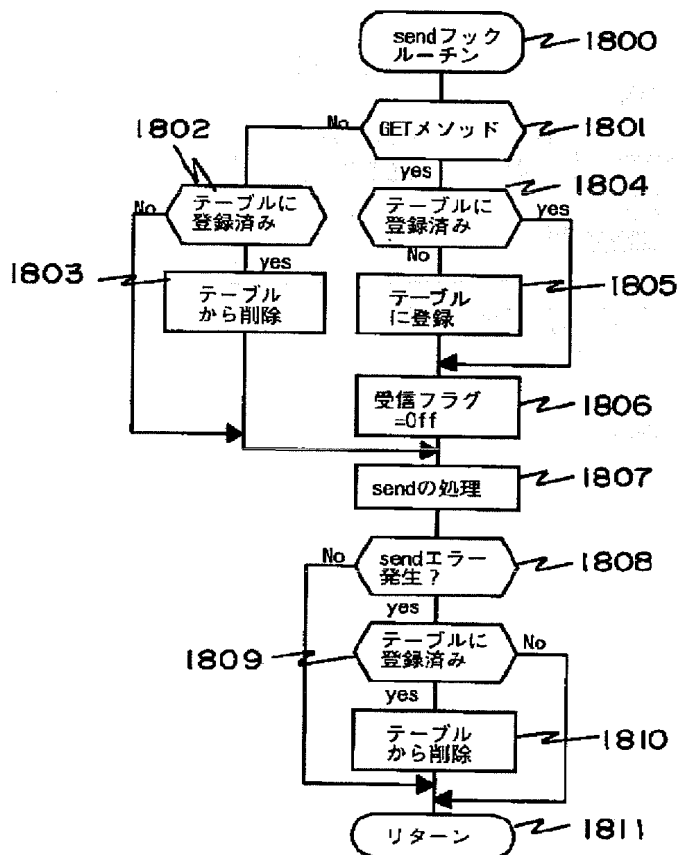 sendフック
ルーチン
1800
GETメソッド
1801
No
yes
1802
テーブルに
登録済み
No
yes
1803
テーブル
から削除
1804
テーブルに
登録済み
yes
No
1805
テーブル
に登録
受信フラグ
=Off
1806
sendの処理
1807
sendエラー
発生？
1808
No
yes
1809
テーブルに
登録済み
No
yes
テーブル
から削除
1810
リターン
1811